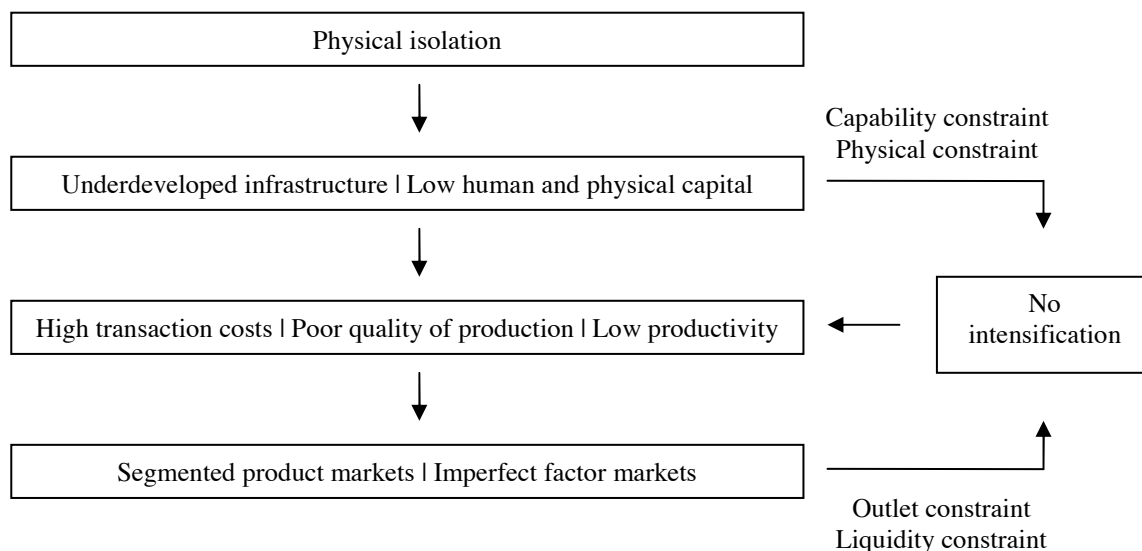 Physical isolation
Capability constraint
Physical constraint
Underdeveloped infrastructure | Low human and physical capital
No
intensification
High transaction costs | Poor quality of production | Low productivity
Segmented product markets | Imperfect factor markets
Outlet constraint
Liquidity constraint